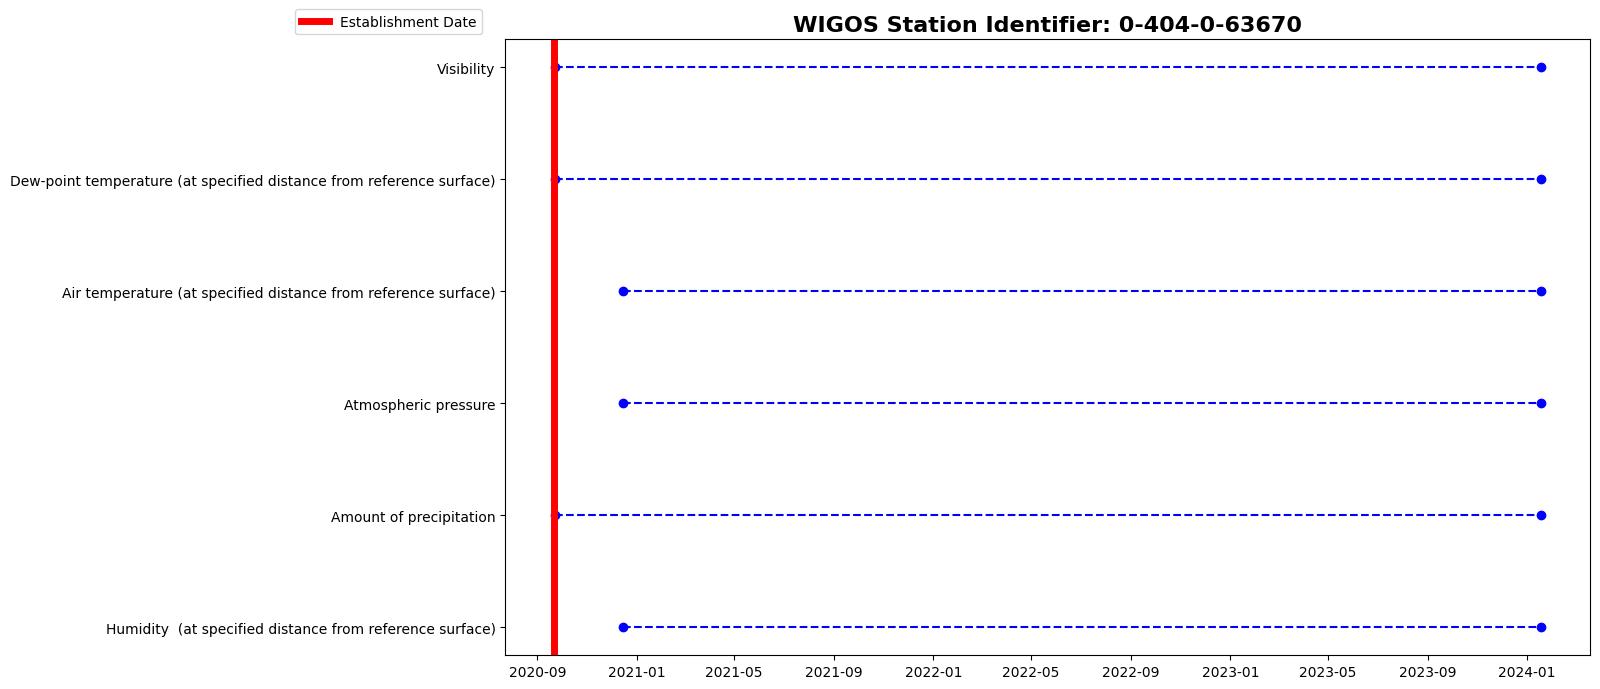 Establishment Date
WIGOS Station Identifier: 0-404-0-63670
Visibility
Dew-point temperature (at specified distance from reference surface)
Air temperature (at specified distance from reference surface)
Atmospheric pressure
Amount of precipitation
Humidity  (at specified distance from reference surface)
2020-09 2021-01 2021-05 2021-09 2022-01 2022-05 2022-09 2023-01 2023-05 2023-09 2024-01